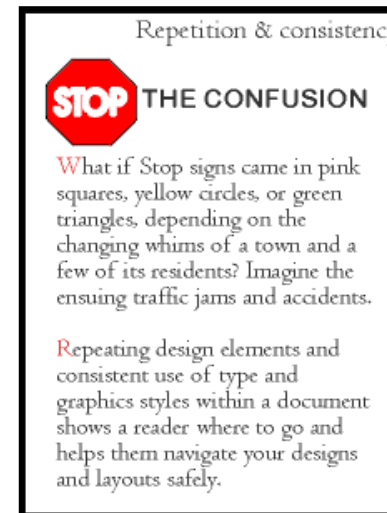 Repetition & consistenc
STOP THE CONFUSION
What if Stop signs came in pink
squares, yellow circles, or green
triangles, depending on the
changing whims of a town and a
few of its residents? Imagine the
ensuing traffic jams and accidents.
Repeating design elements and
consistent use of type and
graphics styles within a document
shows a reader where to go and
helps them navigate your designs
and layouts safely.